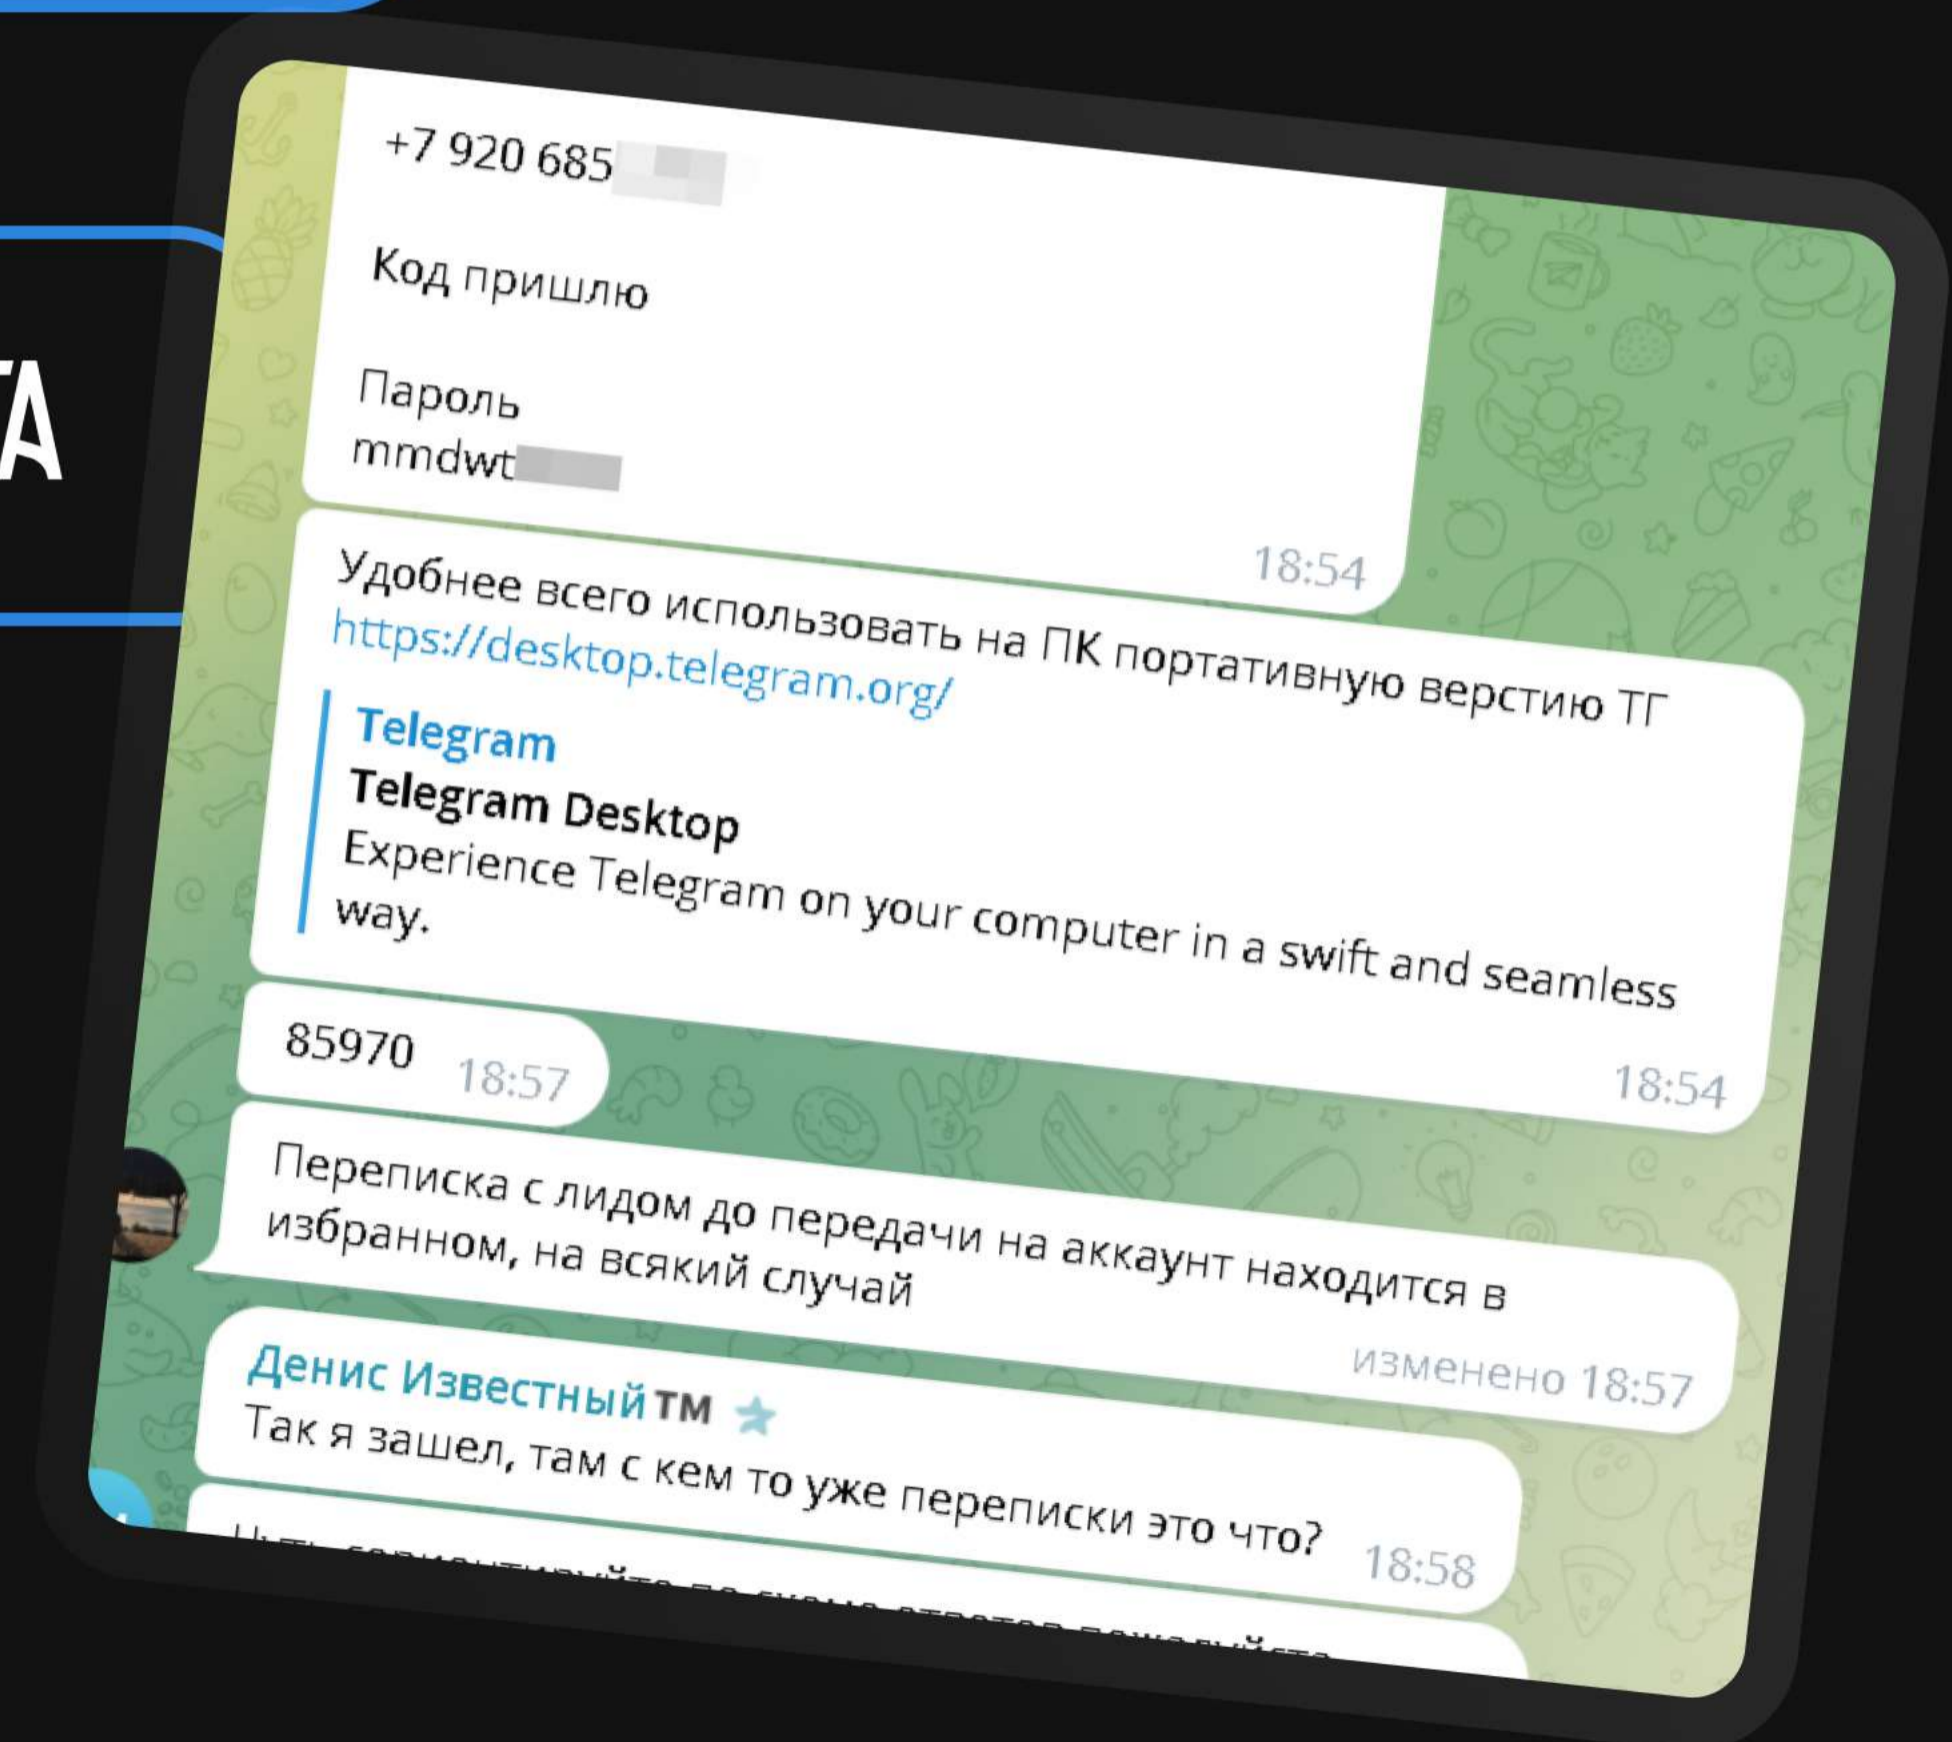 ТА
+7 920 685
Код пришлю
Пароль
mmdwt
18:54
Удобнее всего использовать на ПК портативную верстию ТГ
https://desktop.telegram.org/
Telegram
Telegram Desktop
Experience Telegram on your computer in a swift and seamless
way.
18:54
85970 18:57
Переписка с лидом до передачи на аккаунт находится в
избранном, на всякий случай
изменено 18:57
Денис Известный™
Так я зашел, там с кем то уже переписки это что? 18:58